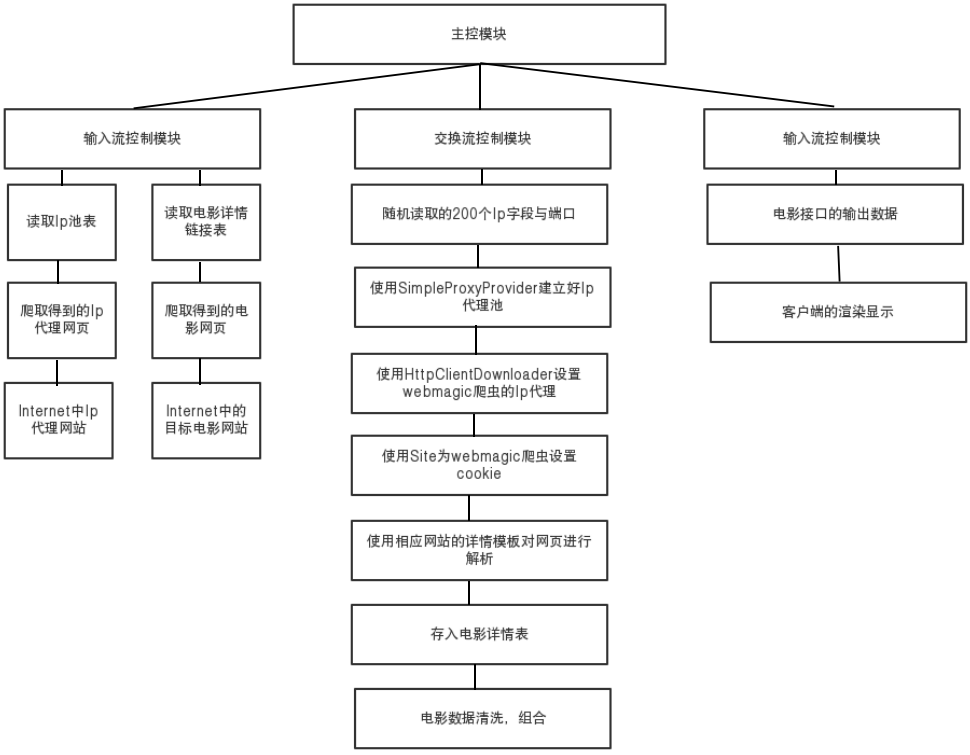 主控模块
输入流控制模块
交换流控制模块
输入流控制模块
读取Ip池表
读取电影详情
链接表
爬取得到的Ip
代理网页
爬取得到的电
影网页
Internet中Ip
代理网站
Internet中的
目标电影网站
随机读取的200个Ip字段与端口
使用SimpleProxyProvider建立好Ip
代理池
使用HttpClientDownloader设置
webmagic爬虫的Ip代理
使用Site为webmagic爬虫设置
cookie
使用相应网站的详情模板对网页进行
解析
存入电影详情表
电影数据清洗，组合
电影接口的输出数据
客户端的渲染显示